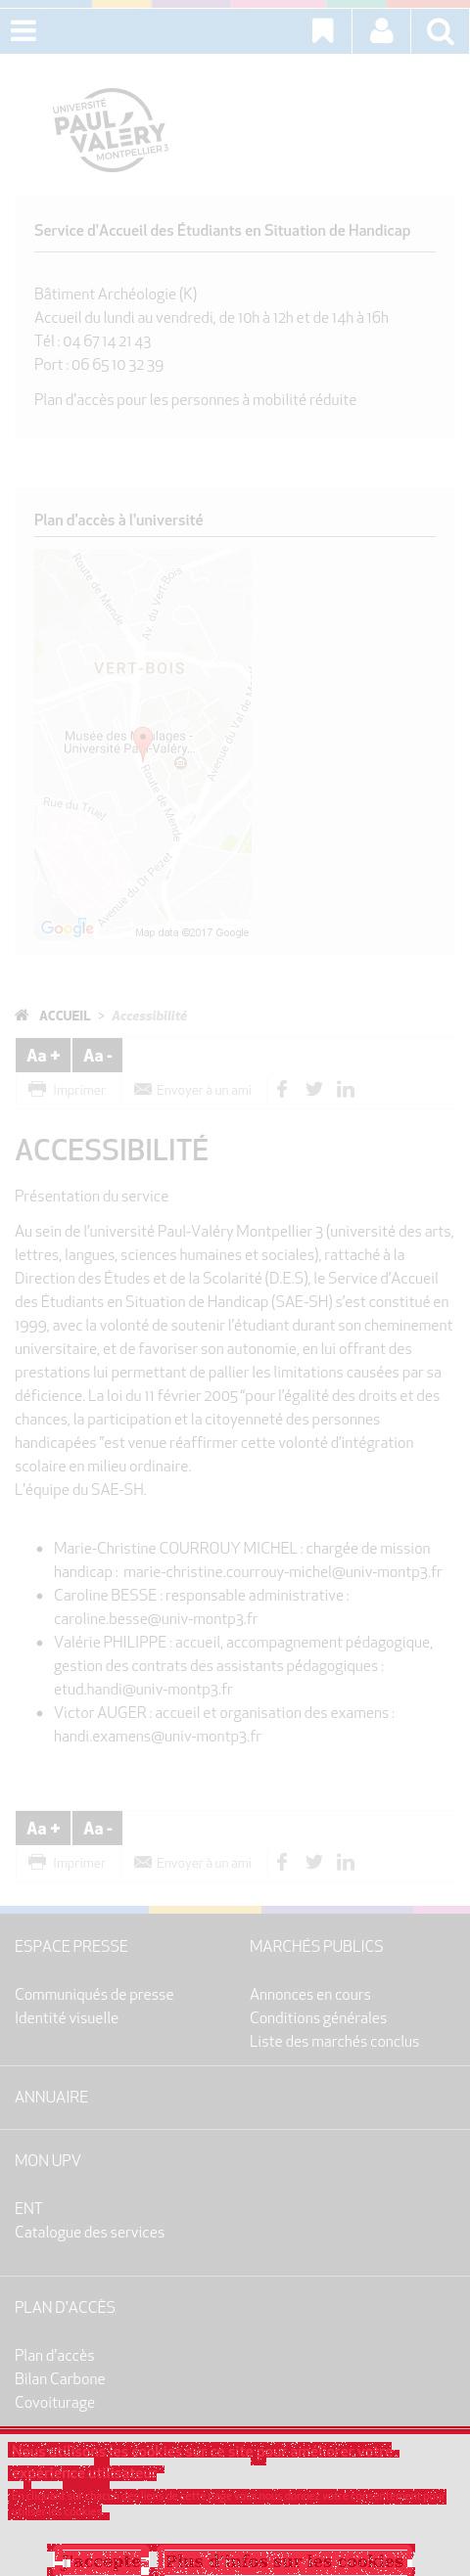 UNIVERSITÉ
PAUL
VALÉRY
MONTPELLIER 3
Service d'Accueil des Étudiants en Situation de Handicap
Bâtiment Archéologie (K)
Accueil du lundi au vendredi, de 10h à 12h et de 14h à 16h
Tél : 04 67 14 21 43
Port : 06 65 10 32 39
Plan d'accès pour les personnes à mobilité réduite
Plan d'accès à l'université
Route de Mende
Av. du Vert-Bois
VERT-BOIS
Musée des Moulages -
Université Paul-Valéry...
Avenue du Val de
Route de Mende
Rue du Truel
Avenue du Dr Pezet
Google
Map data ©2017 Google
ACCUEIL > Accessibilité
Aa + Aa -
Imprimer Envoyer à un ami
ACCESSIBILITÉ
Présentation du service
Au sein de l'université Paul-Valéry Montpellier 3 (université des arts,
lettres, langues, sciences humaines et sociales), rattaché à la
Direction des Études et de la Scolarité (D.E.S), le Service d'Accueil
des Étudiants en Situation de Handicap (SAE-SH) s'est constitué en
1999, avec la volonté de soutenir l'étudiant durant son cheminement
universitaire, et de favoriser son autonomie, en lui offrant des
prestations lui permettant de pallier les limitations causées par sa
déficience. La loi du 11 février 2005 "pour l'égalité des droits et des
chances, la participation et la citoyenneté des personnes
handicapées "est venue réaffirmer cette volonté d'intégration
scolaire en milieu ordinaire.
L'équipe du SAE-SH.
Marie-Christine COURROUY MICHEL : chargée de mission
handicap : marie-christine.courrouy-michel@univ-montp3.fr
Caroline BESSE : responsable administrative :
caroline.besse@univ-montp3.fr
Valérie PHILIPPE : accueil, accompagnement pédagogique,
gestion des contrats des assistants pédagogiques :
etud.handi@univ-montp3.fr
Victor AUGER : accueil et organisation des examens :
handi.examens@univ-montp3.fr
Aa + Aa -
Imprimer Envoyer à un ami
ESPACE PRESSE
Communiqués de presse
Identité visuelle
MARCHÉS PUBLICS
Annonces en cours
Conditions générales
Liste des marchés conclus
ANNUAIRE
MON UPV
ENT
Catalogue des services
PLAN D'ACCÈS
Plan d'accès
Bilan Carbone
Covoiturage
expérience utilisateur
accepte Plus d'infos sur les cookies